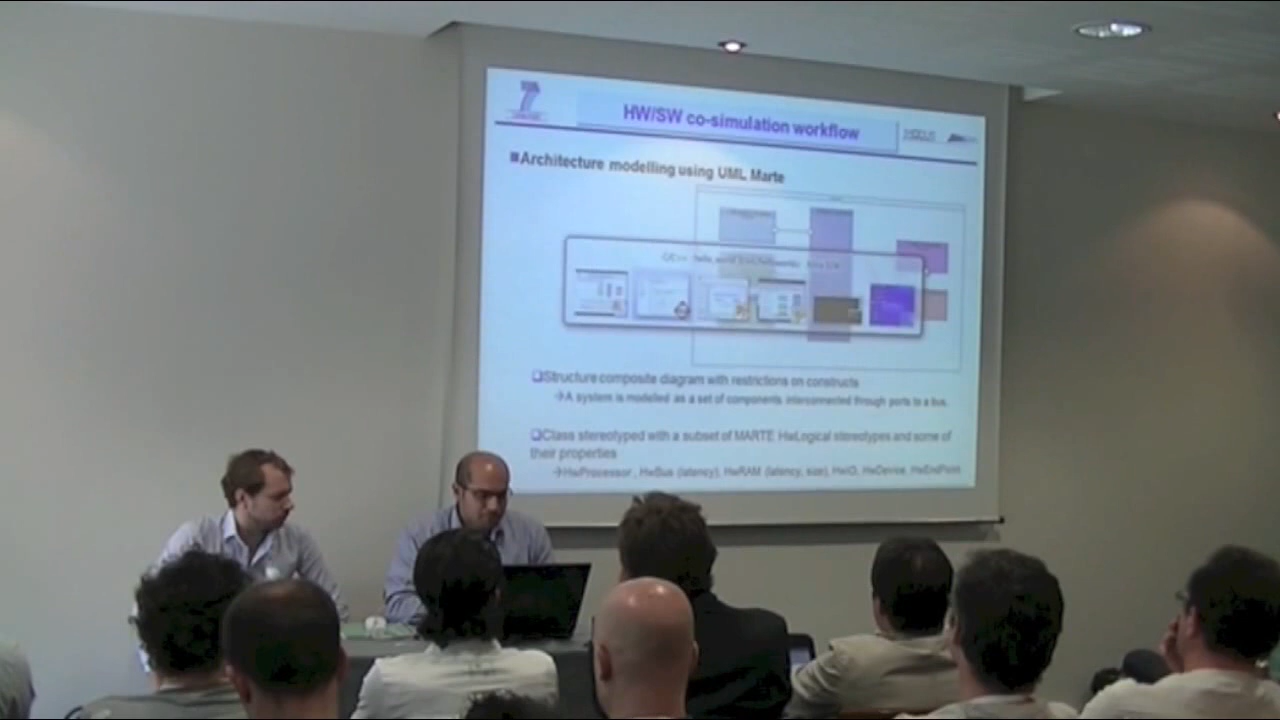 HW/SW co-simulation workflow
Architecture modelling using UML Marte
Structure composite diagram with restrictions on constructs
A system is modelled as a set of components interconnected through ports to a bus.
Class stereotyped with a subset of MARTE HwLogical stereotypes and some of
their properties
HwProcessor , HwBus (latency), HwRAM (latency, size), HwIO, HwDevice, HwEndPoint